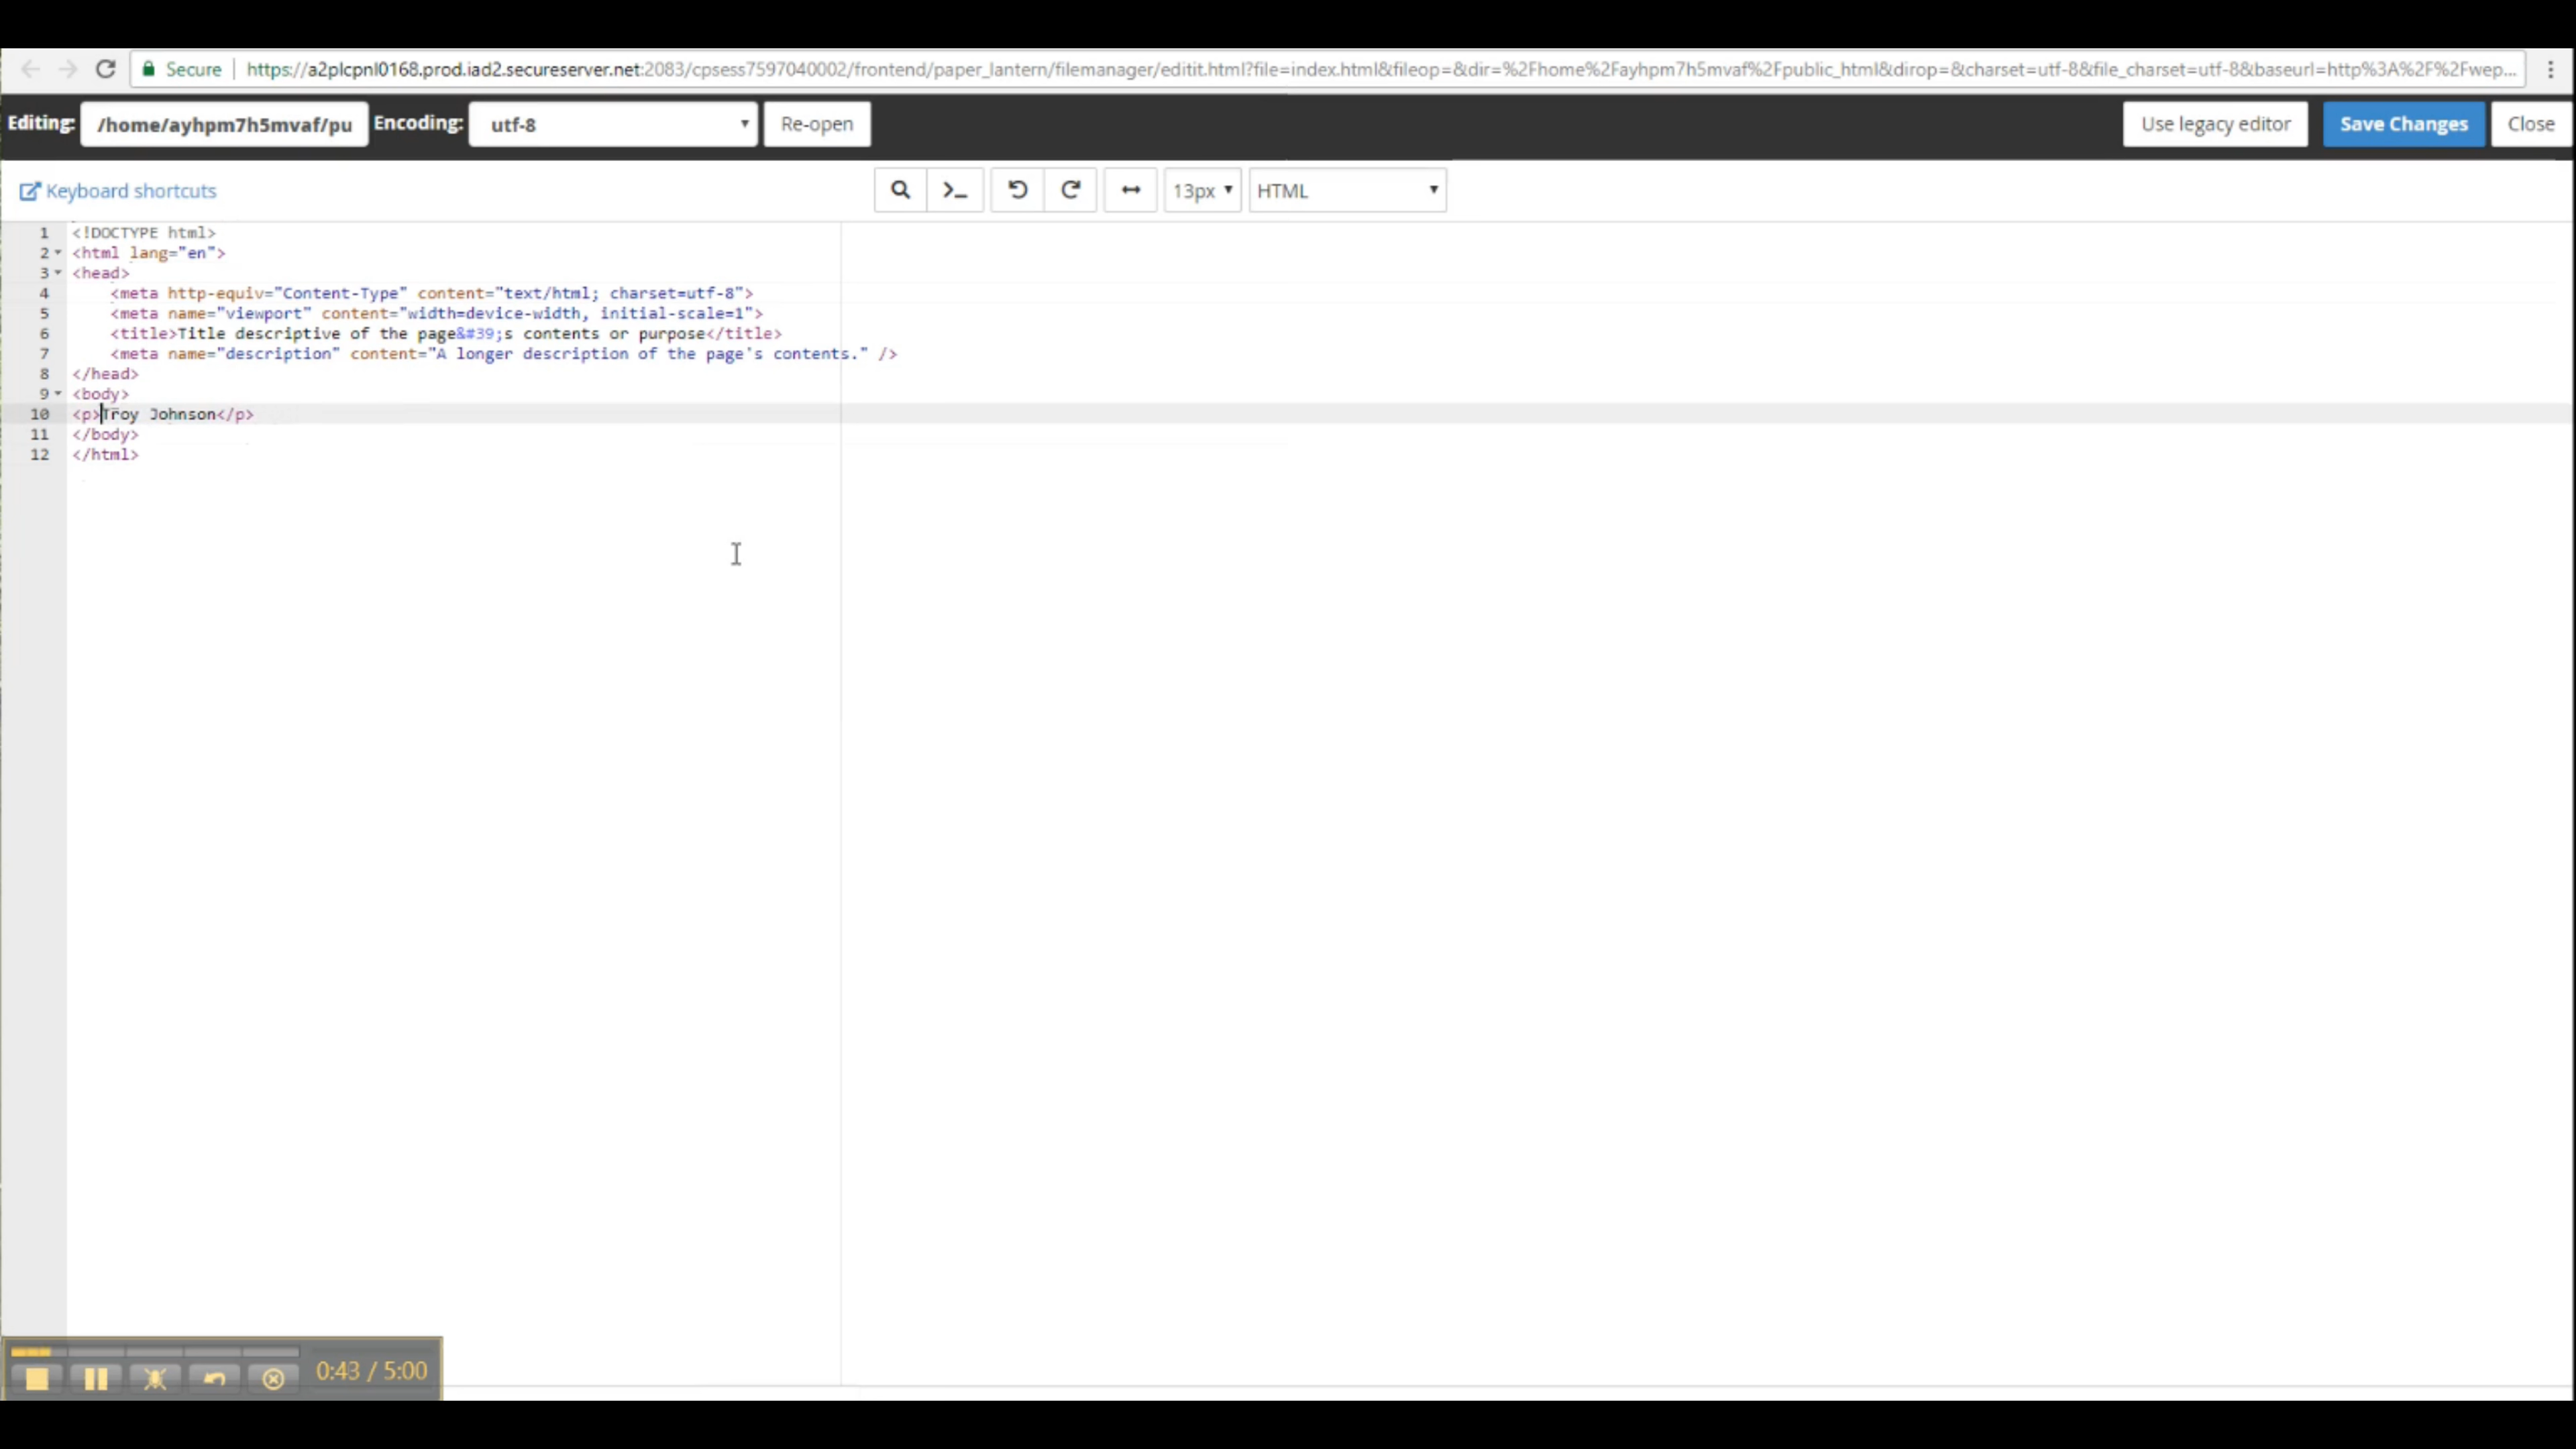 Secure | https://a2plcpnl0168.prod.iad2.secureserver.net:2083/cpsess7597040002/frontend/paper_lantern/filemanager/editit.html?file=index.html&fileop=&dir=%2Fhome%2Fayhpm7h5mvaf%2Fpublic_html&dirop=&charset=utf-8&file_charset=utf-8&baseurl=http%3A%2F%2Fwep...
Editing: /home/ayhpm7h5mvaf/pu Encoding: utf-8 Re-open Use legacy editor Save Changes Close
Keyboard shortcuts 13px HTML
1 <!DOCTYPE html>
2 <html lang="en">
3 <head>
4 <meta http-equiv="Content-Type" content="text/html; charset=utf-8">
5 <meta name="viewport" content="width=device-width, initial-scale=1">
6 <title>Title descriptive of the page&#39;s contents or purpose</title>
7 <meta name="description" content="A longer description of the page's contents." />
8 </head>
9 <body>
10 <p>Troy Johnson</p>
11 </body>
12 </html>
0:43 / 5:00